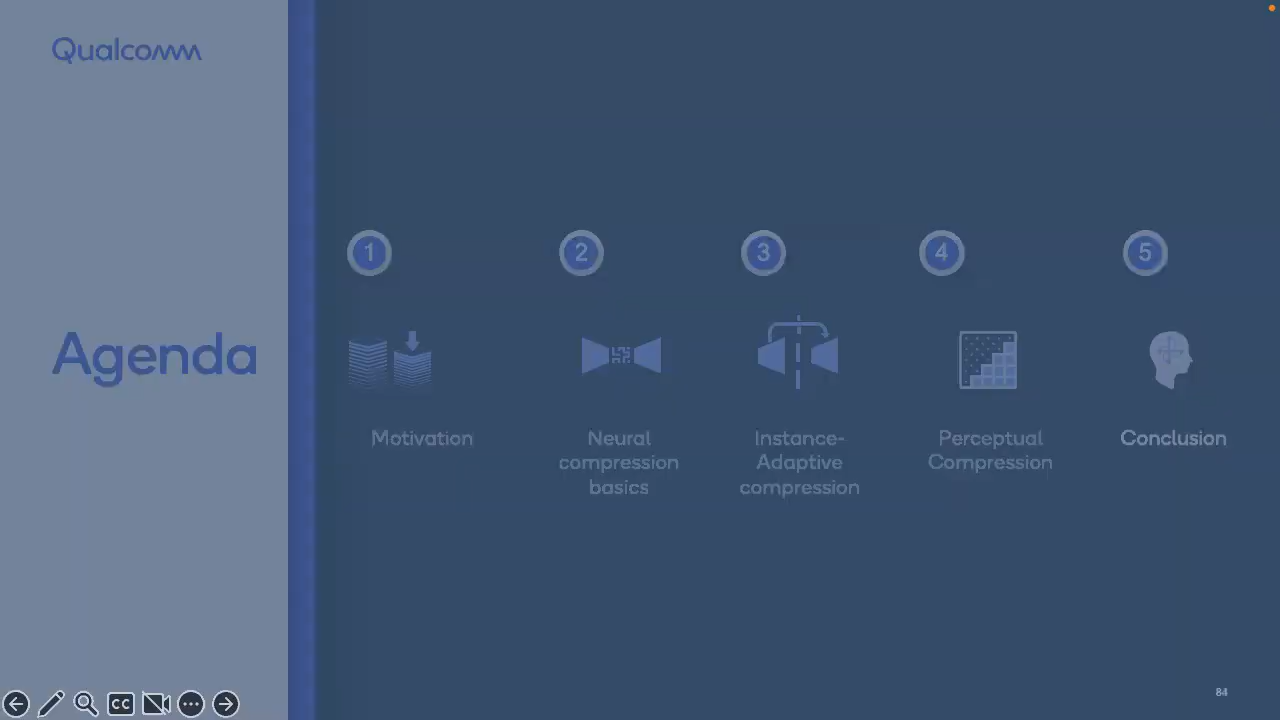 Qualcomm
Agenda
1
2
3
4
5
Motivation
Neural
compression
basics
Instance-
Adaptive
compression
Perceptual
Compression
Conclusion
CC
84